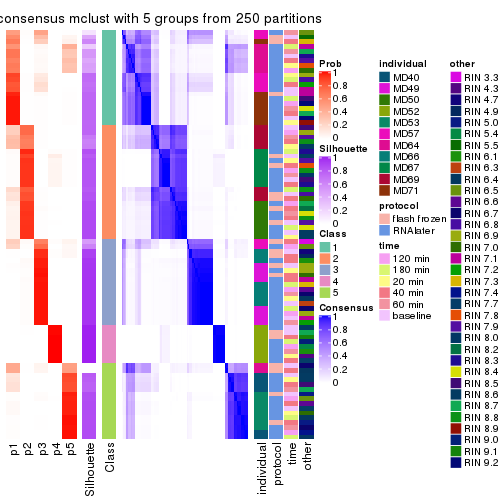 consensus mclust with 5 groups from 250 partitions
Prob
1
0.8
0.6
0.4
0.2
0
Silhouette
1
0.8
0.6
0.4
0.2
0
Class
1
2
3
4
5
Consensus
1
0.8
0.6
0.4
0.2
0
individual
MD40
MD49
MD50
MD52
MD53
MD57
MD64
MD66
MD67
MD69
MD71
protocol
flash frozen
RNAlater
time
120 min
180 min
20 min
40 min
60 min
baseline
other
RIN 3.3
RIN 4.3
RIN 4.7
RIN 4.9
RIN 5.0
RIN 5.4
RIN 5.5
RIN 6.1
RIN 6.3
RIN 6.4
RIN 6.5
RIN 6.6
RIN 6.7
RIN 6.8
RIN 6.9
RIN 7.0
RIN 7.1
RIN 7.2
RIN 7.3
RIN 7.4
RIN 7.7
RIN 7.8
RIN 7.9
RIN 8.0
RIN 8.2
RIN 8.3
RIN 8.4
RIN 8.5
RIN 8.6
RIN 8.7
RIN 8.8
RIN 8.9
RIN 9.0
RIN 9.1
RIN 9.2
p1
p2
p3
p4
p5
Silhouette
Class
individual
protocol
time
other